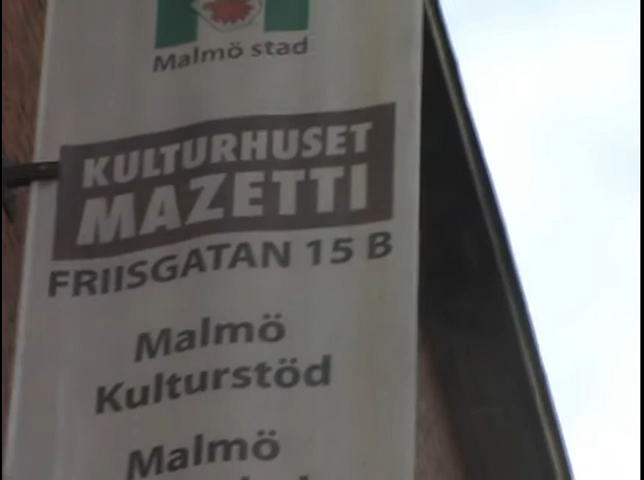 Malmö stad
KULTURHUSET
MAZETTI
FRIISGATAN 15 B
Malmö
Kulturstöd
Malmö